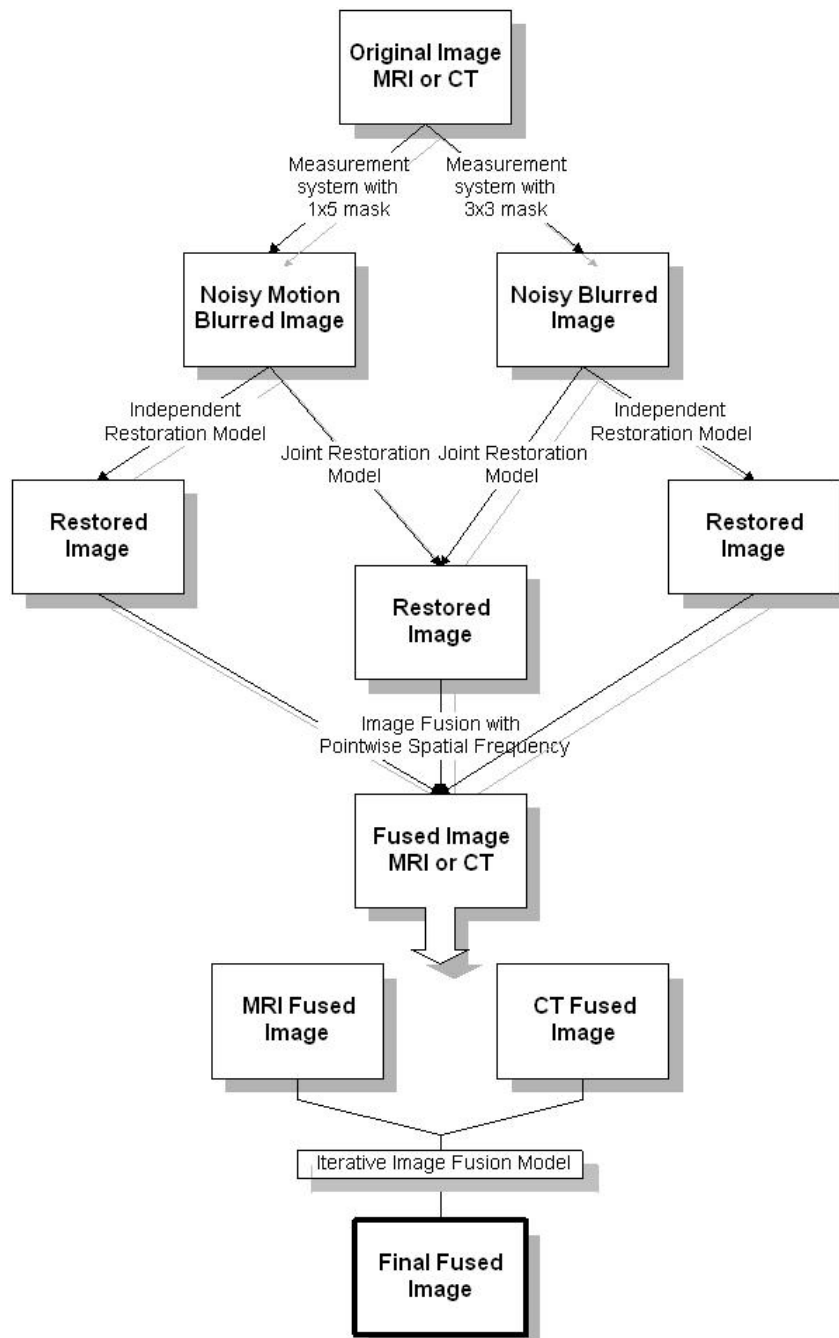 Original Image
MRI or CT
Measurement
system with
1x5 mask
Measurement
system with
3x3 mask
Noisy Motion
Blurred Image
Noisy Blurred
Image
Independent
Restoration Model
Joint Restoration
Model
Joint Restoration
Model
Independent
Restoration Model
Restored
Image
Restored
Image
Restored
Image
Image Fusion with
Pointwise Spatial Frequency
Fused Image
MRI or CT
MRI Fused
Image
CT Fused
Image
Iterative Image Fusion Model
Final Fused
Image